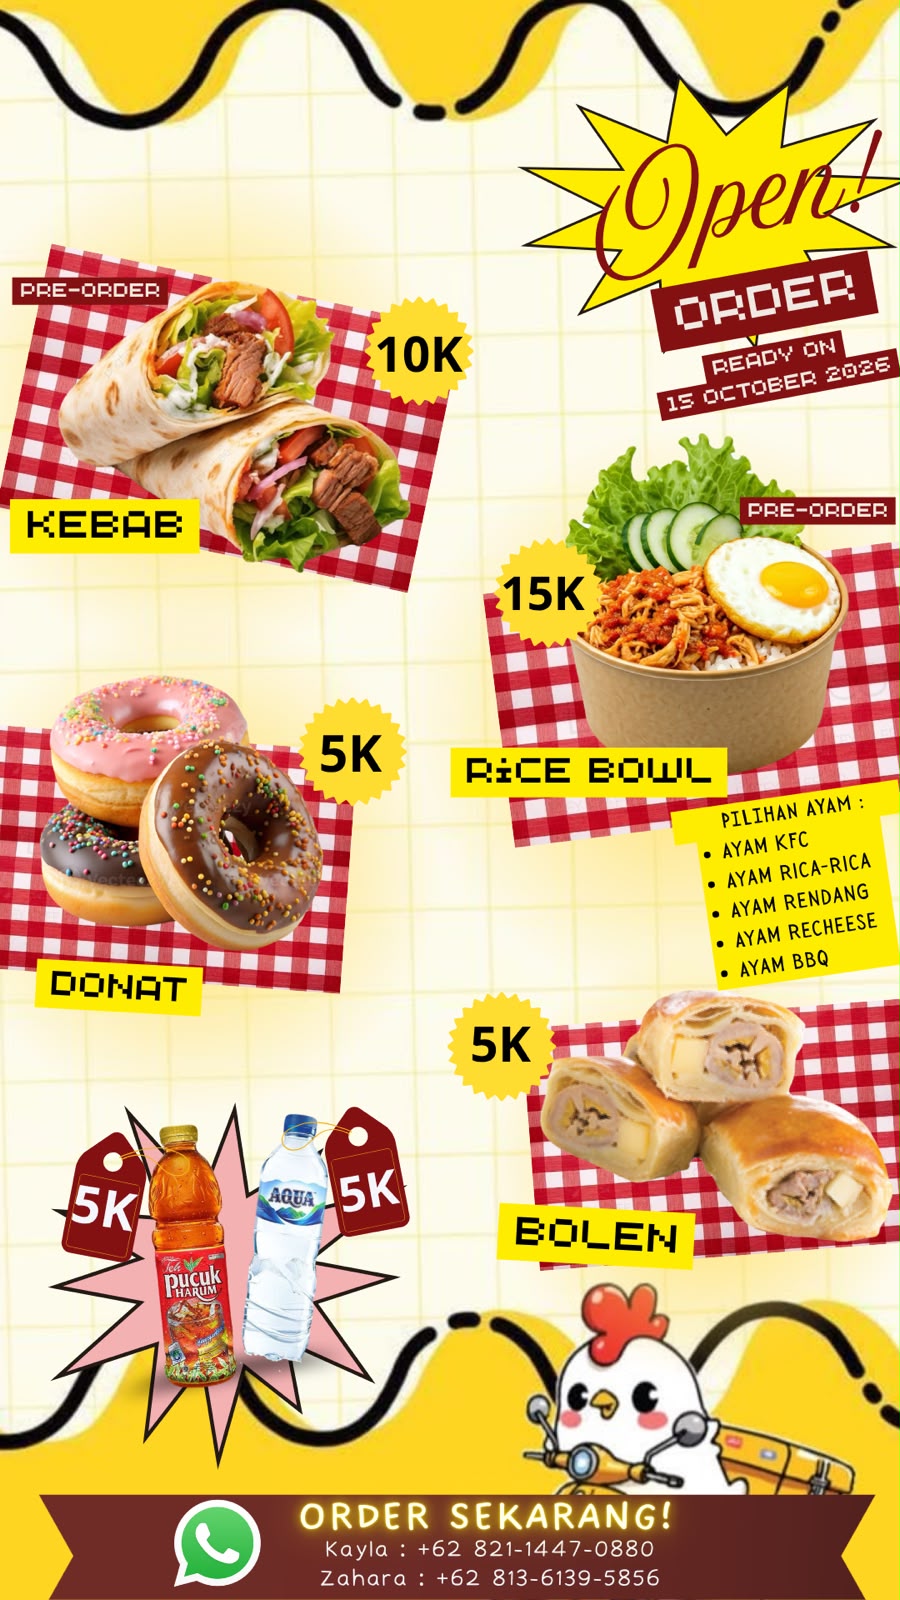 Open!
ORDER
READY ON
15 OCTOBER 2026
PRE-ORDER
10K
KEBAB
PRE-ORDER
15K
RiCE BOWL
PILIHAN AYAM :
• AYAM KFC
• AYAM RICA-RICA
• AYAM RENDANG
• AYAM RECHEESE
• AYAM BBQ
5K
DONAT
5K
BOLEN
5K
5K
Teh
pucuk
HARUM
AQUA
ORDER SEKARANG!
Kayla : +62 821-1447-0880
Zahara : +62 813-6139-5856